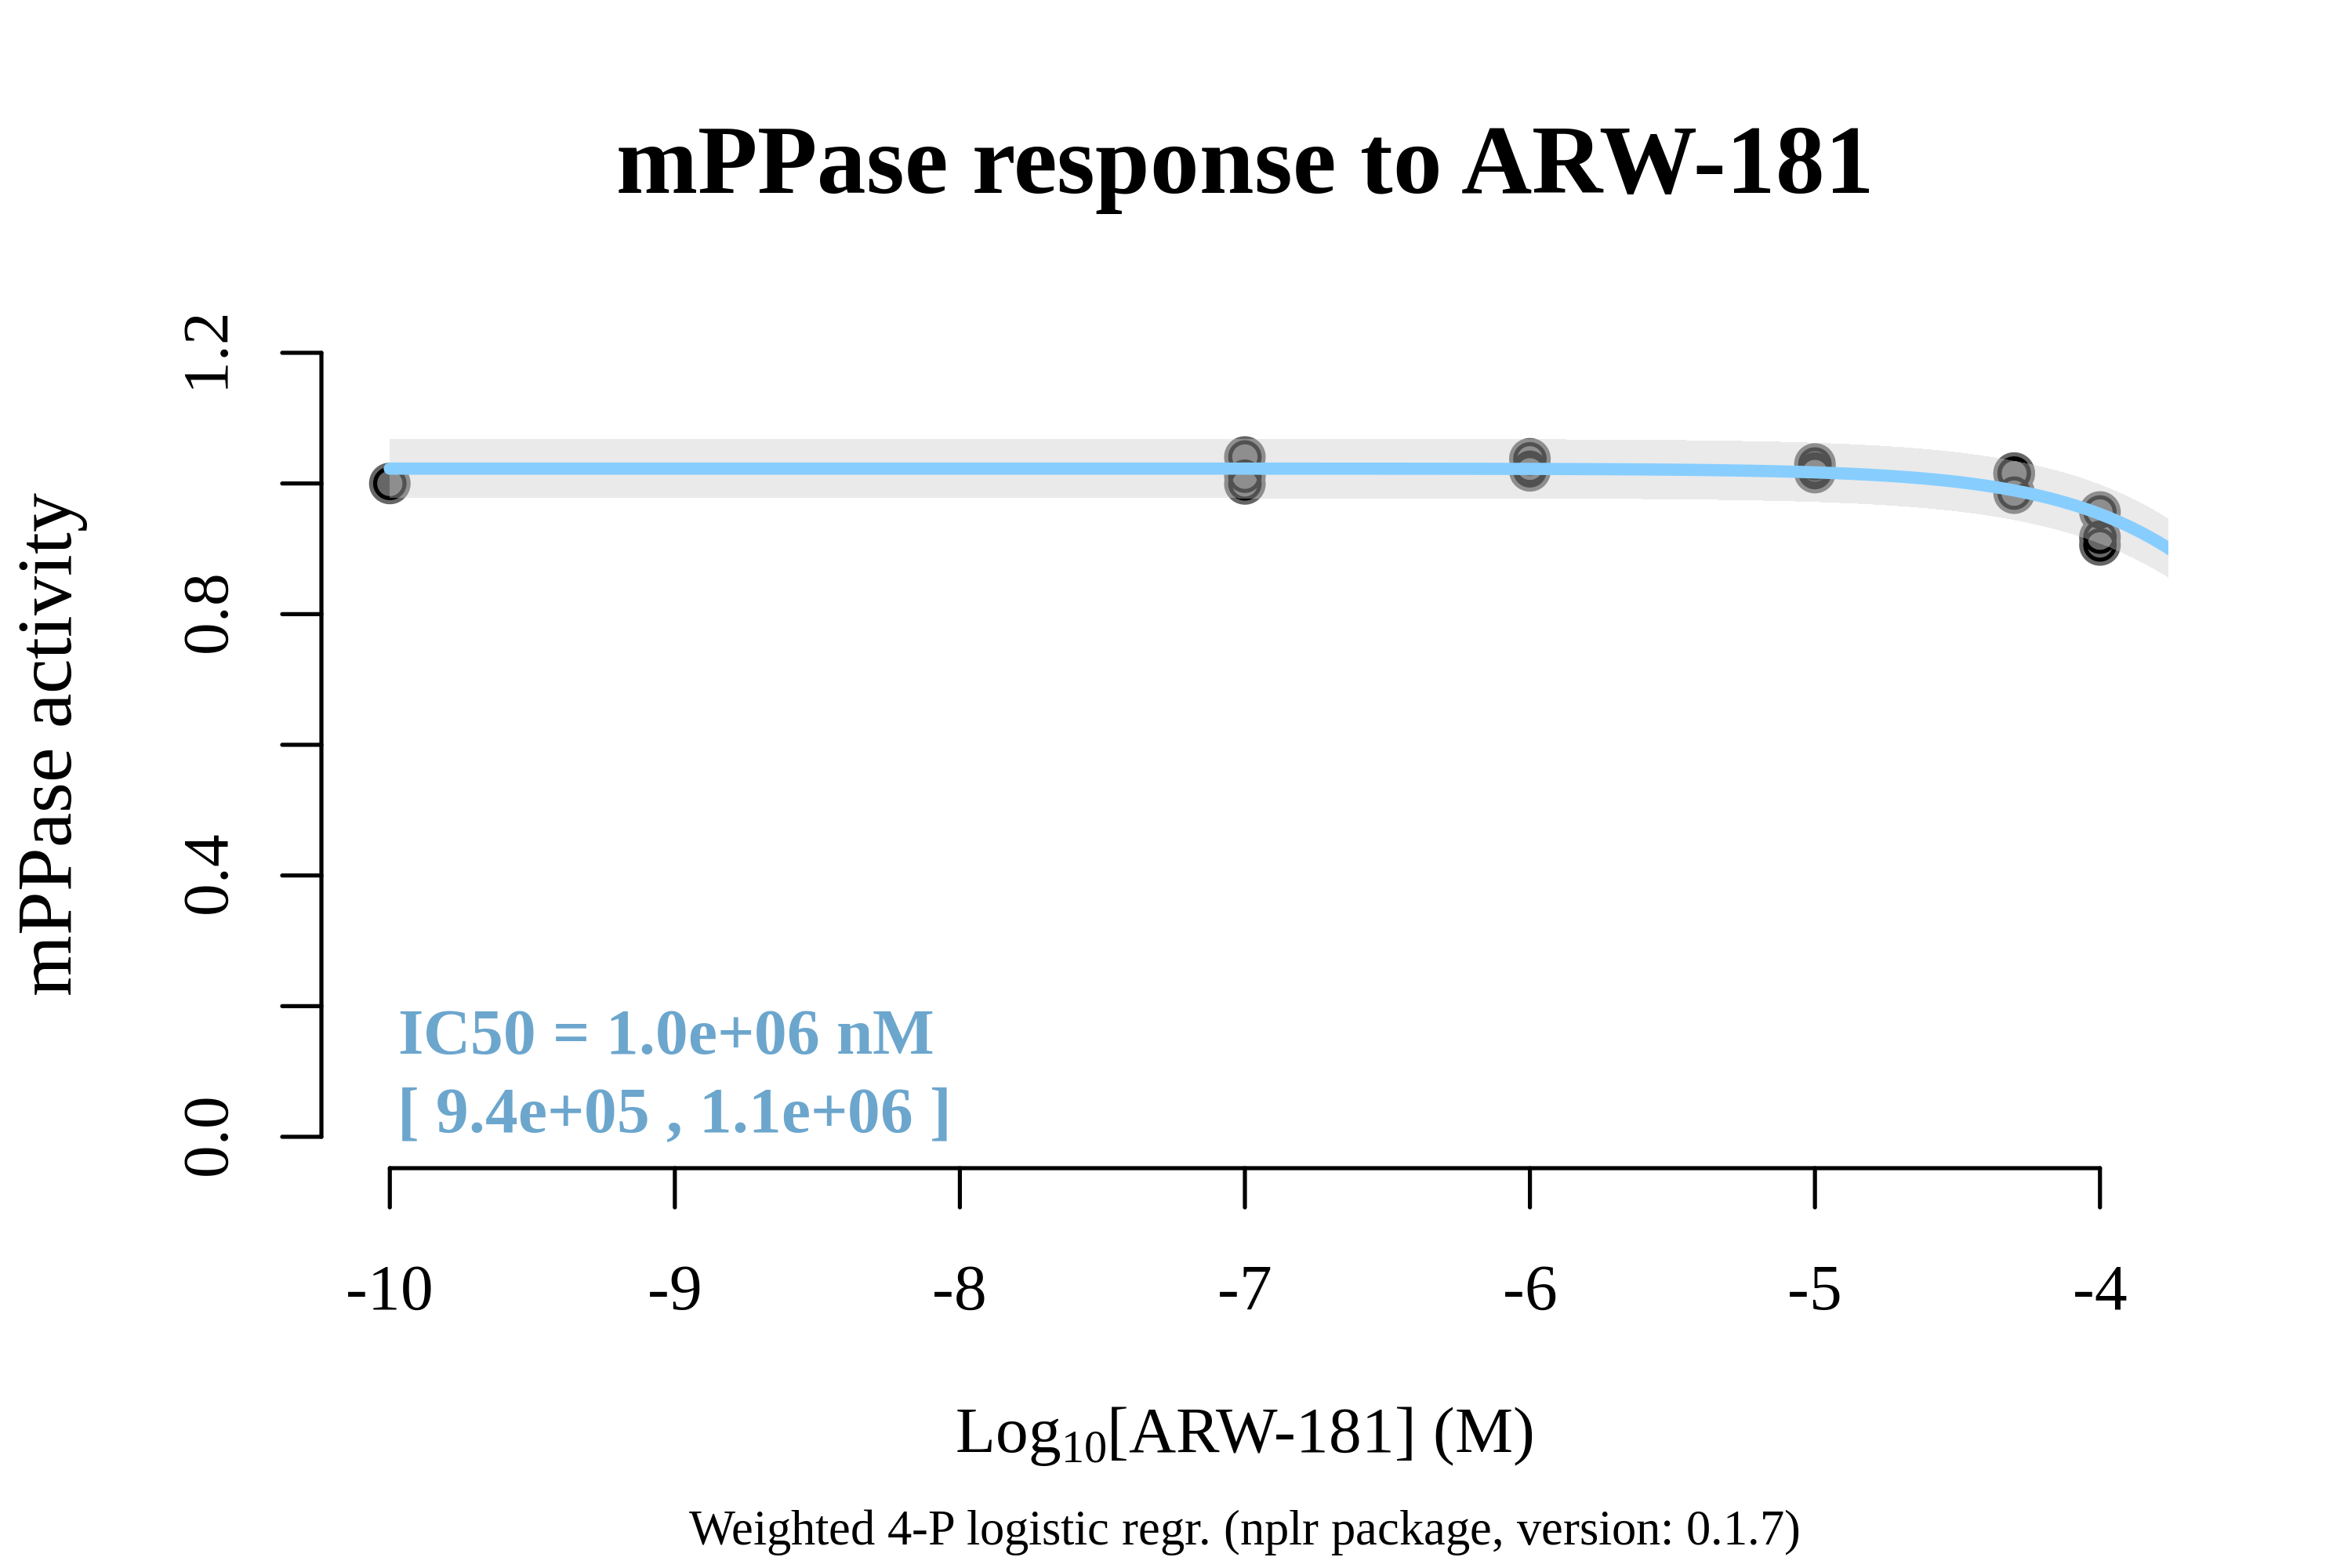 mPPase response to ARW-181
mPPase activity
1.2
0.8
0.4
0.0
IC50 = 1.0e+06 nM
[ 9.4e+05 , 1.1e+06 ]
-10 -9 -8 -7 -6 -5 -4
Log10[ARW-181] (M)
Weighted 4-P logistic regr. (nplr package, version: 0.1.7)